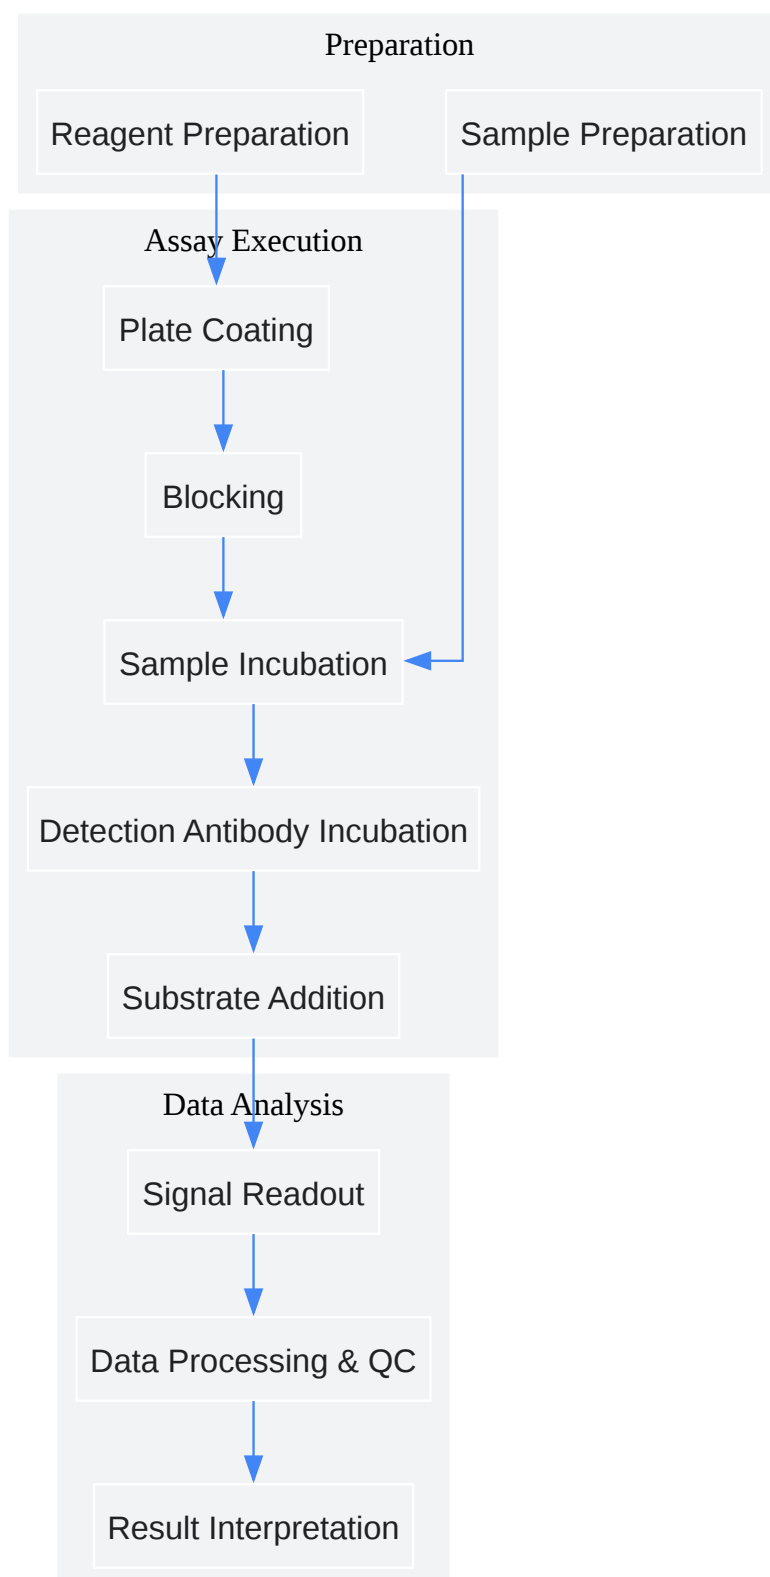 Preparation
Reagent Preparation
Sample Preparation
Assay Execution
Plate Coating
Blocking
Sample Incubation
Detection Antibody Incubation
Substrate Addition
Data Analysis
Signal Readout
Data Processing & QC
Result Interpretation